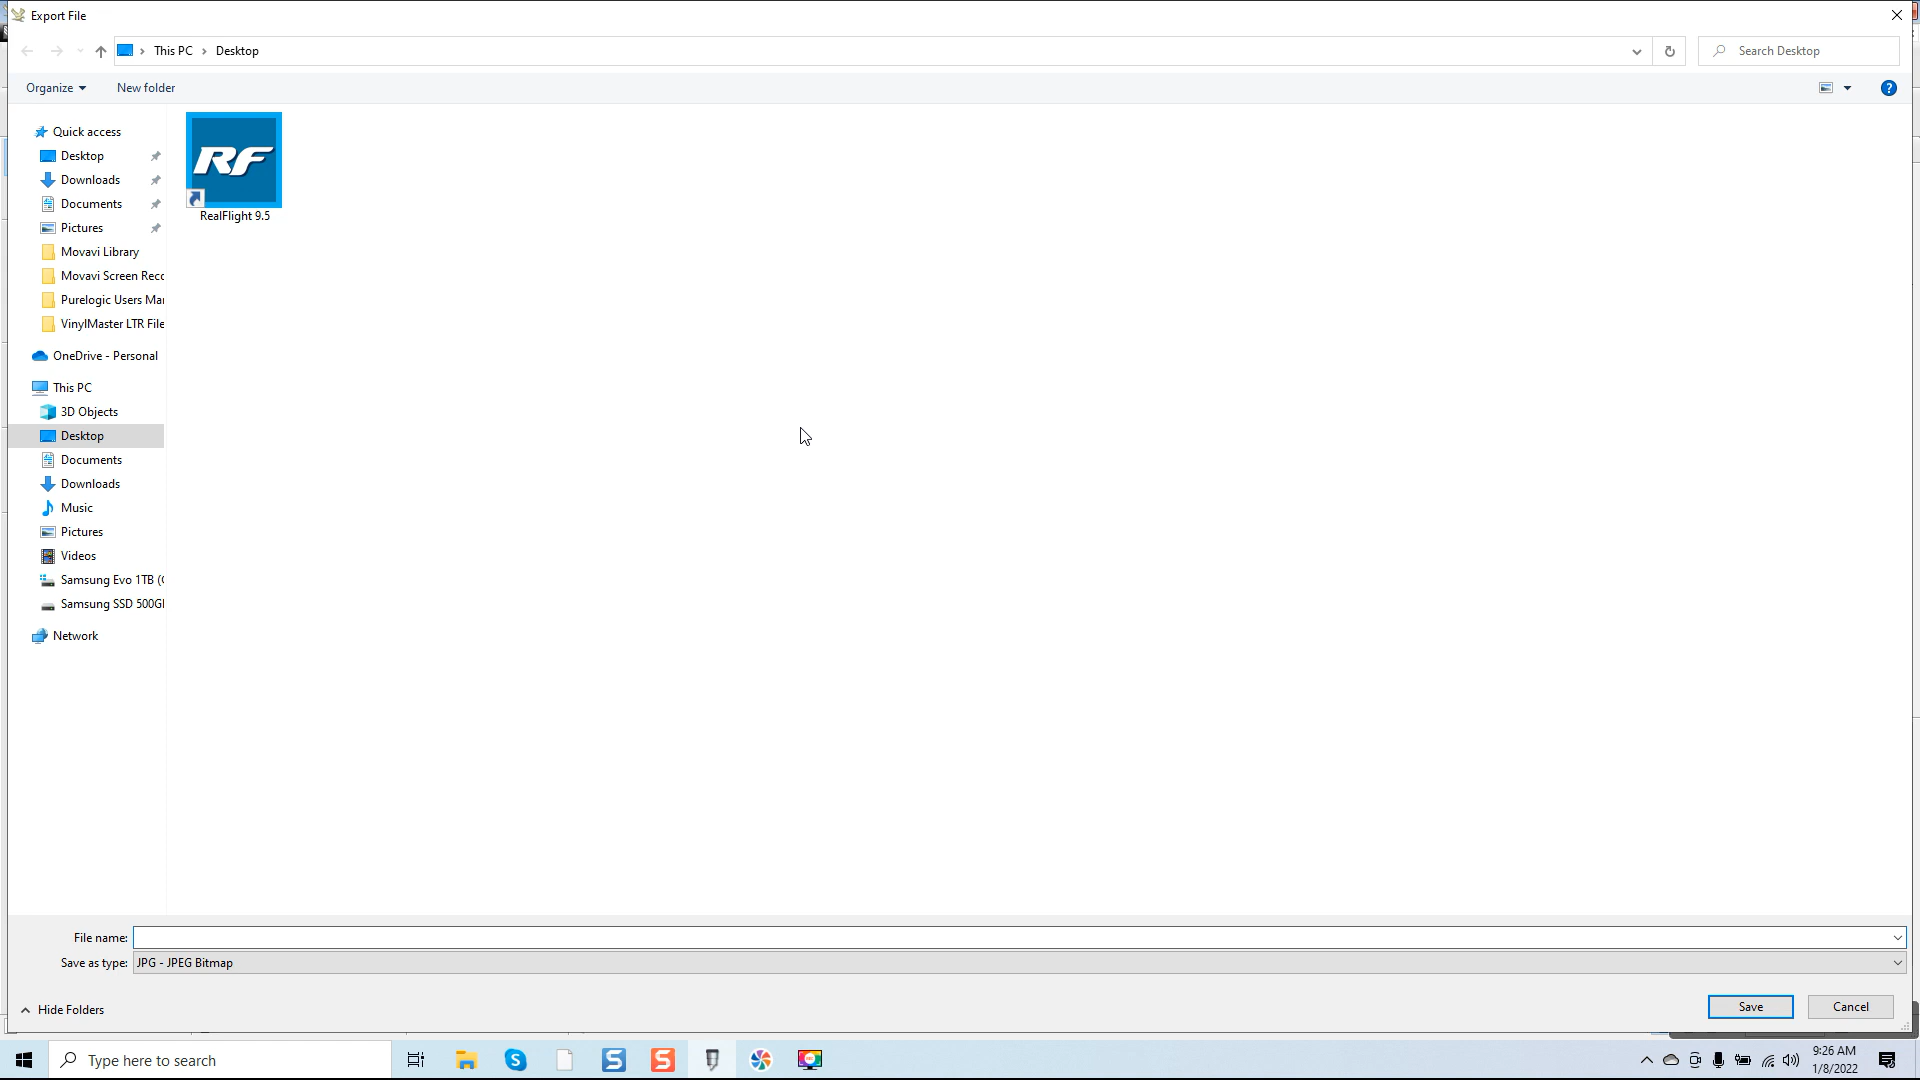 Export File
This PC
Desktop
Search Desktop
Organize
New folder
?
Quick access
Desktop
Downloads
Documents
Pictures
Movavi Library
Movavi Screen Recc
Purelogic Users Mar
VinylMaster LTR File
OneDrive - Personal
This PC
3D Objects
Desktop
Documents
Downloads
Music
Pictures
Videos
Samsung Evo 1TB (C
Samsung SSD 500GI
Network
RF
RealFlight 9.5
File name:
Save as type:
JPG - JPEG Bitmap
Hide Folders
Save
Cancel
Type here to search
S
S
S
9:26 AM
1/8/2022